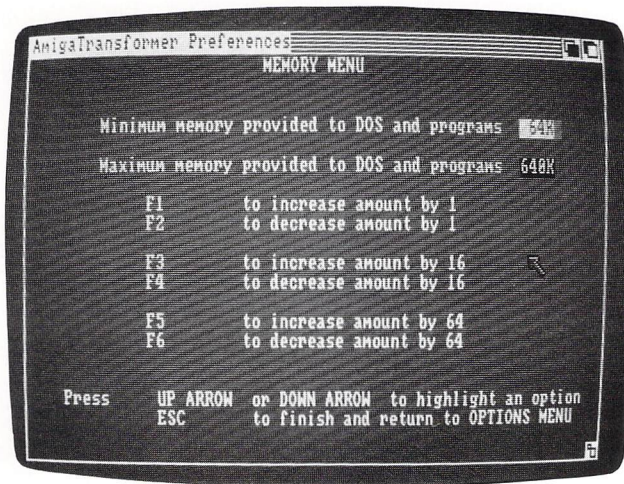 AmigaTransformer Preferences
MEMORY MENU
Minimum memory provided to DOS and programs 64K
Maximum memory provided to DOS and programs 640K
F1 to increase amount by 1
F2 to decrease amount by 1
F3 to increase amount by 16
F4 to decrease amount by 16
F5 to increase amount by 64
F6 to decrease amount by 64
Press UP ARROW or DOWN ARROW to highlight an option
ESC to finish and return to OPTIONS MENU